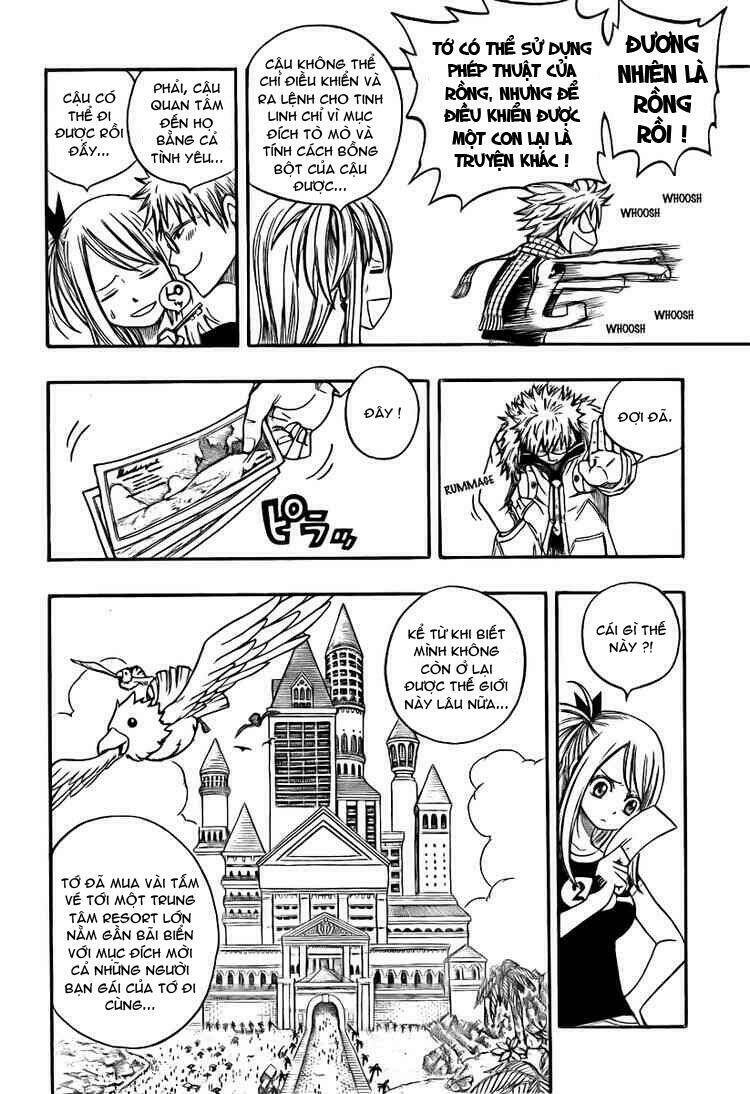 ĐƯƠNG
NHIÊN LÀ
RỒNG
RỒI !
TỚ CÓ THỂ SỬ DỤNG
PHÉP THUẬT CỦA
RỒNG, NHƯNG ĐỂ
ĐIỀU KHIỂN ĐƯỢC
MỘT CON LẠI LÀ
TRUYỆN KHÁC !
WHOOSH
WHOOSH
WHOOSH
WHOOSH
CẬU KHÔNG THỂ
CHỈ ĐIỀU KHIỂN VÀ
RA LỆNH CHO TINH
LINH CHỈ VÌ MỤC
ĐÍCH TÒ MÒ VÀ
TÍNH CÁCH BỒNG
BỘT CỦA CẬU
ĐƯỢC...
PHẢI, CẬU
QUAN TÂM
ĐẾN HỌ
BẰNG CẢ
TÌNH YÊU...
CẬU CÓ
THỂ ĐI
ĐƯỢC RỒI
ĐẤY...
ĐỢI ĐÃ.
RUMMAGE
ĐÂY !
ピラッ
CÁI GÌ THẾ
NÀY ?!
2
KỂ TỪ KHI BIẾT
MÌNH KHÔNG
CÒN Ở LẠI
ĐƯỢC THẾ GIỚI
NÀY LÂU NỮA...
TỚ ĐÃ MUA VÀI TẤM
VÉ TỚI MỘT TRUNG
TÂM RESORT LỚN
NẰM GẦN BÃI BIỂN
VỚI MỤC ĐÍCH MỜI
CẢ NHỮNG NGƯỜI
BẠN GÁI CỦA TỚ ĐI
CÙNG...